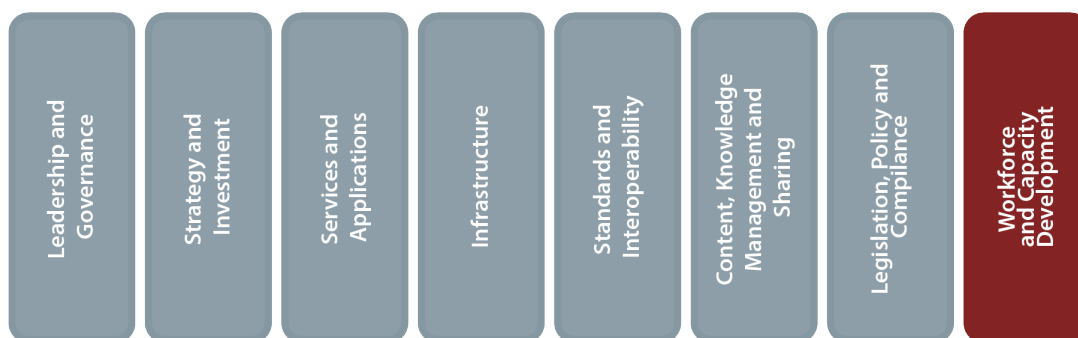 Leadership and
Governance
Strategy and
Investment
Services and
Applications
Infrastructure
Standards and
Interoperability
Content, Knowledge
Management and
Sharing
Legislation, Policy and
Compilance
Workforce
and Capacity
Development